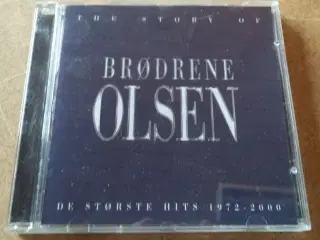 THE STORY OF
BRØDRENE
OLSEN
DE STØRSTE HITS 1972-2000